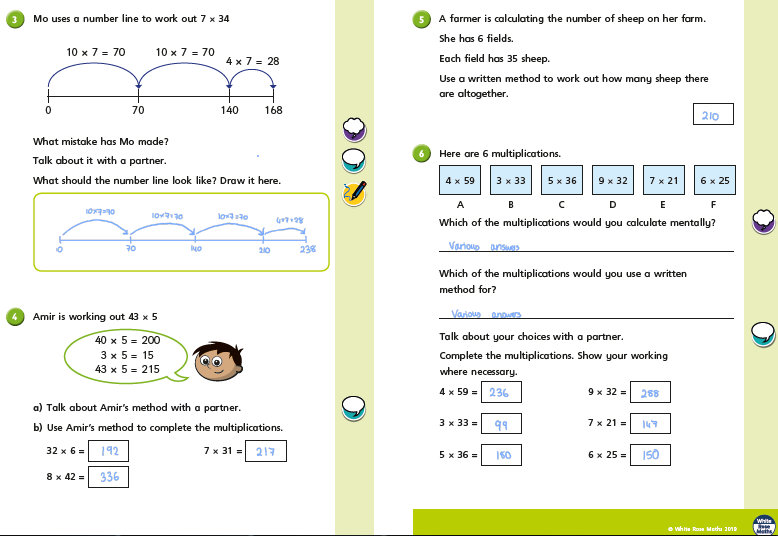 3 Mo uses a number line to work out 7 × 34
10 × 7 = 70 10 × 7 = 70 4 × 7 = 28
0 70 140 168
What mistake has Mo made?
Talk about it with a partner.
What should the number line look like? Draw it here.
10×7=70 10×7=70 10×7=70 4×7=28
0 70 140 210 238
4 Amir is working out 43 × 5
40 × 5 = 200
3 × 5 = 15
43 × 5 = 215
a) Talk about Amir's method with a partner.
b) Use Amir's method to complete the multiplications.
32 × 6 = 192 7 × 31 = 217
8 × 42 = 336
5 A farmer is calculating the number of sheep on her farm.
She has 6 fields.
Each field has 35 sheep.
Use a written method to work out how many sheep there
are altogether.
210
6 Here are 6 multiplications.
4 × 59 3 × 33 5 × 36 9 × 32 7 × 21 6 × 25
A B C D E F
Which of the multiplications would you calculate mentally?
Various answers
Which of the multiplications would you use a written
method for?
Various answers
Talk about your choices with a partner.
Complete the multiplications. Show your working
where necessary.
4 × 59 = 236 9 × 32 = 288
3 × 33 = 99 7 × 21 = 147
5 × 36 = 180 6 × 25 = 150
© White Rose Maths 2019
White
Rose
Maths